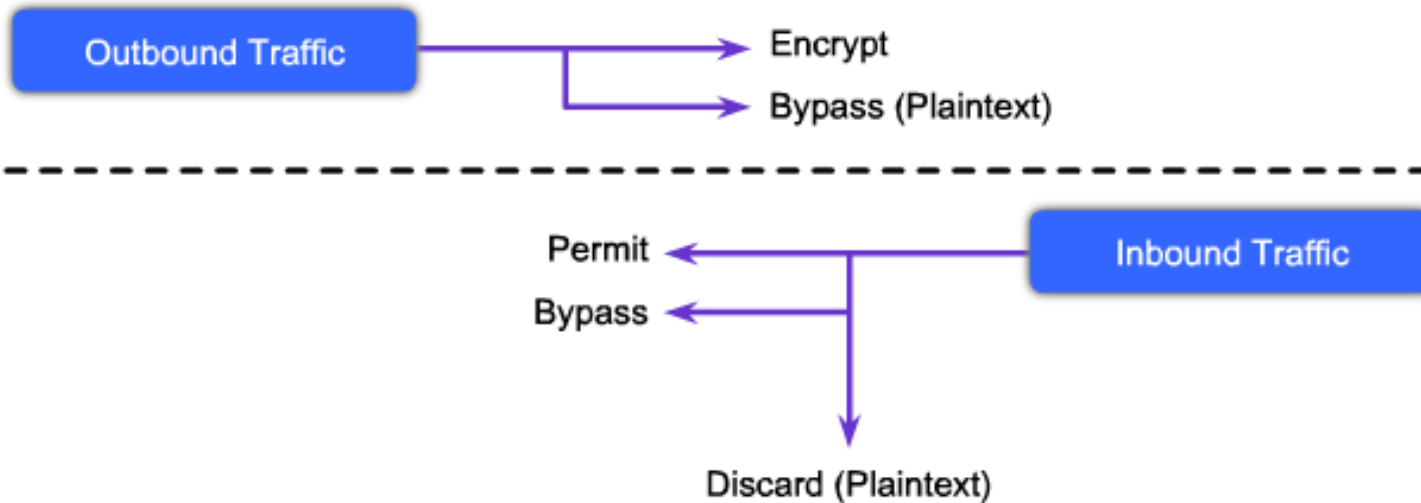 Outbound Traffic
Encrypt
Bypass (Plaintext)
Permit
Inbound Traffic
Bypass
Discard (Plaintext)